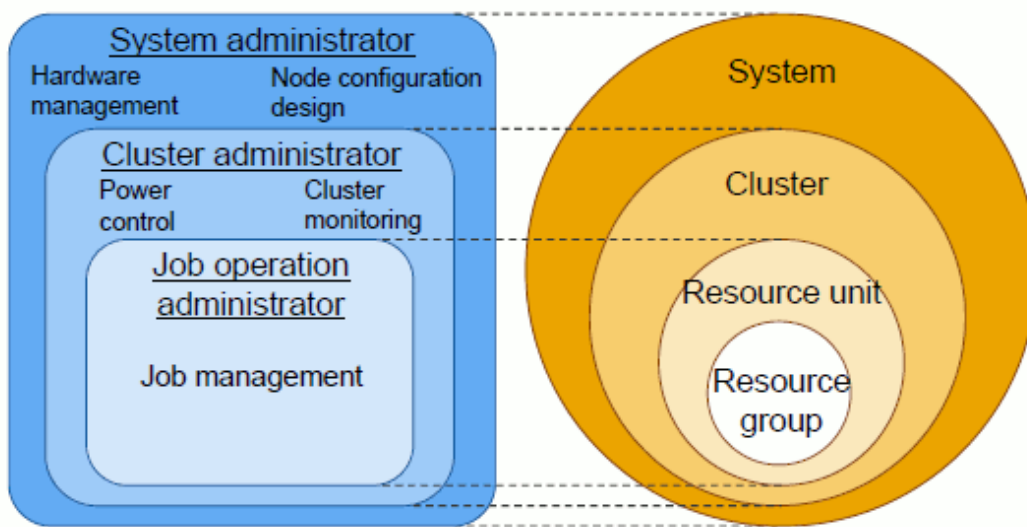 System administrator
Hardware
management
Node configuration
design
Cluster administrator
Power
control
Cluster
monitoring
Job operation
administrator
Job management
System
Cluster
Resource unit
Resource
group